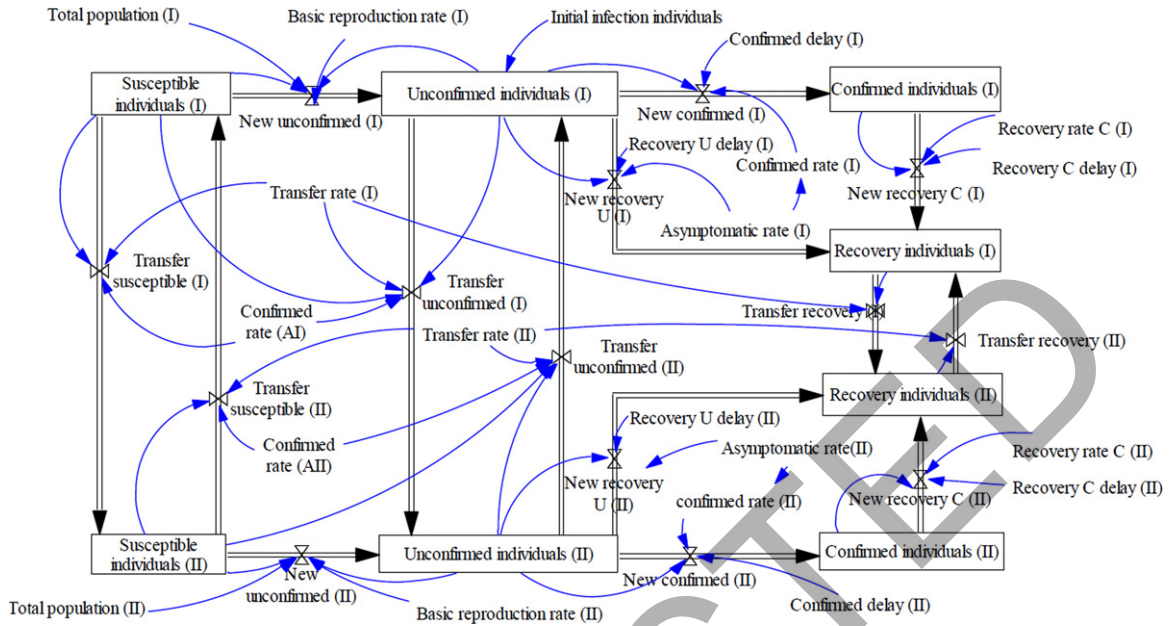 Total population (I)
Basic reproduction rate (I)
Initial infection individuals
Confirmed delay (I)
Susceptible
individuals (I)
Unconfirmed individuals (I)
Confirmed individuals (I)
New unconfirmed (I)
New confirmed (I)
Recovery rate C (I)
Recovery U delay (I)
Confirmed rate (I)
Recovery C delay (I)
Transfer rate (I)
New recovery
U (I)
New recovery C (I)
Asymptomatic rate (I)
Recovery individuals (I)
Transfer
susceptible (I)
Transfer
unconfirmed (I)
Confirmed
rate (AI)
Transfer recovery
Transfer rate (II)
Transfer recovery (II)
Transfer
unconfirmed (II)
Transfer
susceptible (II)
Recovery individuals (II)
Confirmed
rate (AII)
Recovery U delay (II)
Asymptomatic rate(II)
Recovery rate C (II)
New recovery
U (II)
confirmed rate (II)
New recovery C (II)
Recovery C delay (II)
Susceptible
individuals (II)
Unconfirmed individuals (II)
Confirmed individuals (II)
New
unconfirmed (II)
New confirmed (II)
Total population (II)
Basic reproduction rate (II)
Confirmed delay (II)
STED